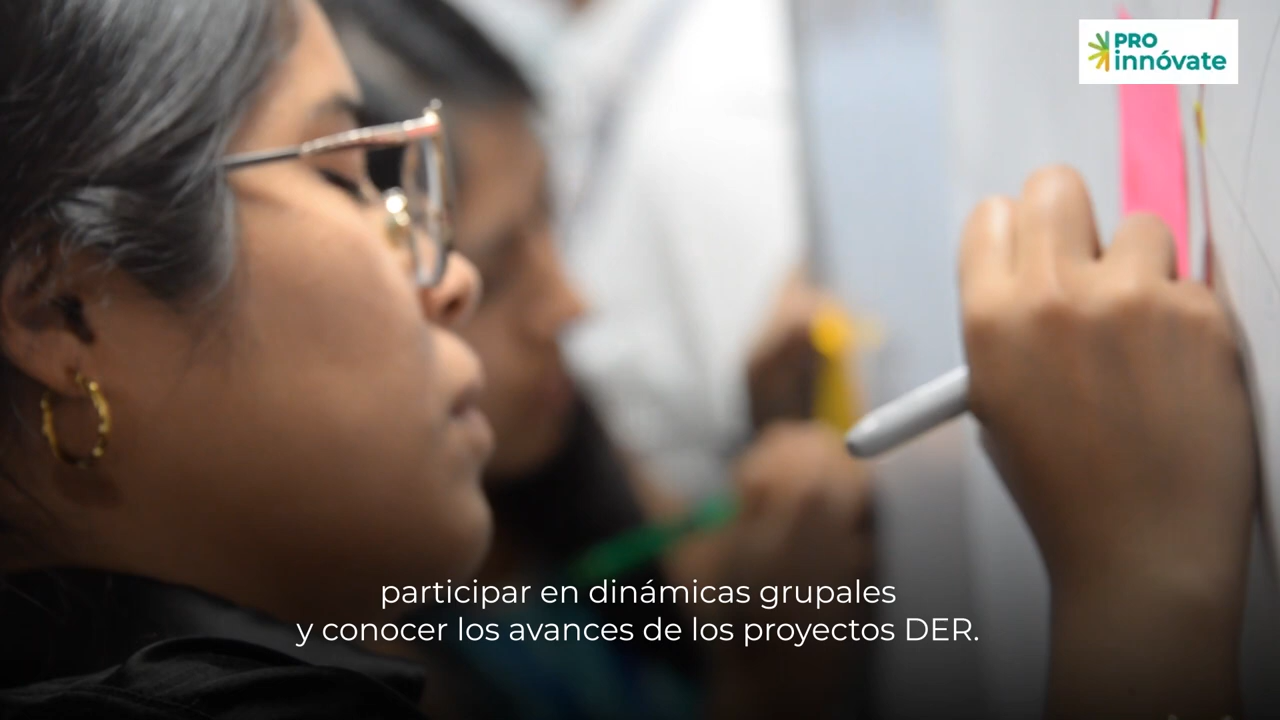 PRO
innóvate
participar en dinámicas grupales
y conocer los avances de los proyectos DER.